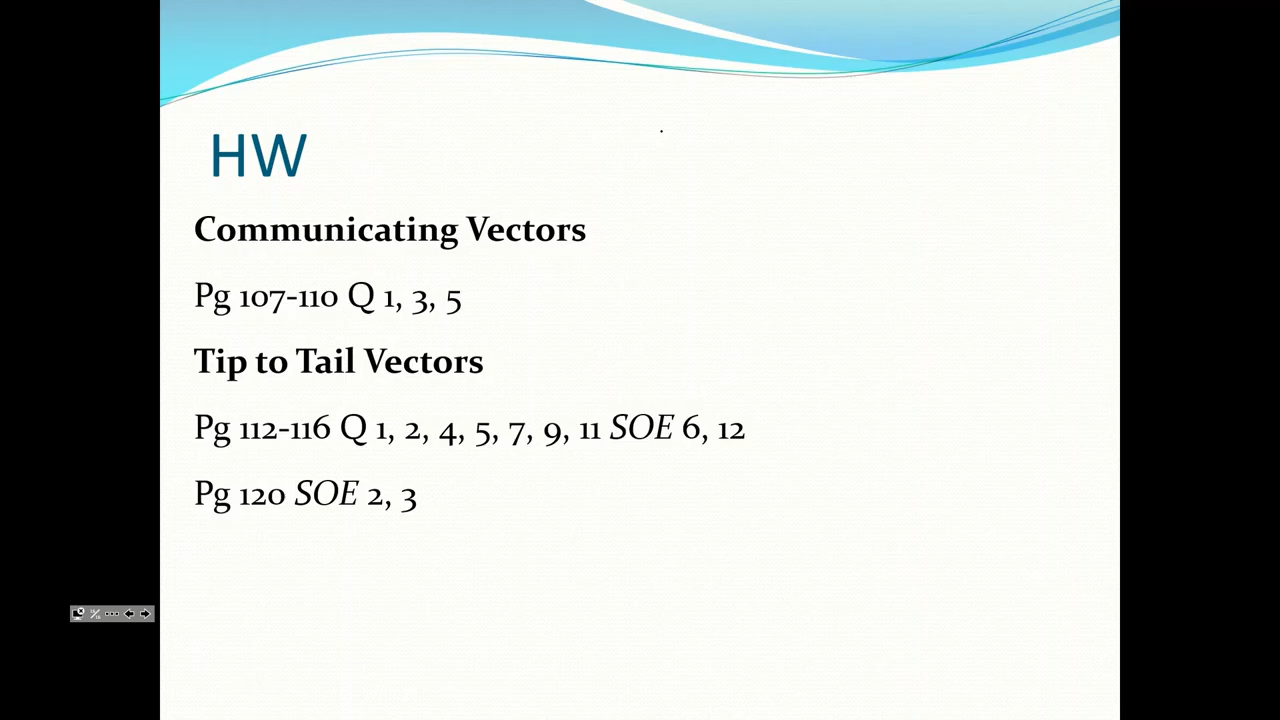 HW
Communicating Vectors
Pg 107-110 Q 1, 3, 5
Tip to Tail Vectors
Pg 112-116 Q 1, 2, 4, 5, 7, 9, 11 SOE 6, 12
Pg 120 SOE 2, 3